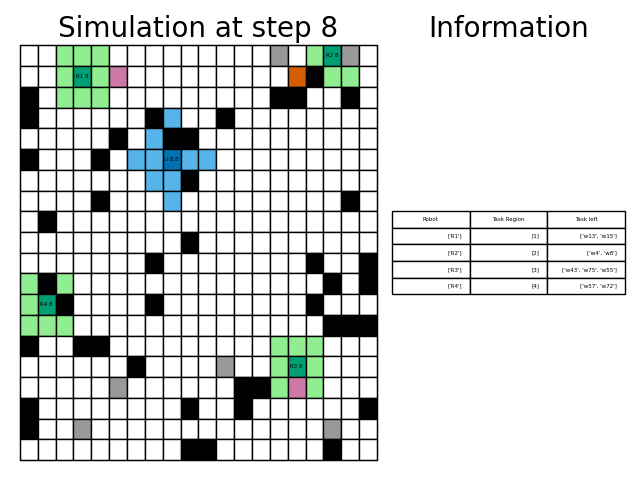 Simulation at step 8
Information
R1 8
R2 8
U 8.8
R4 8
R3 8
Robot Task Region Task left
['R1'] [1] ['w13', 'w15']
['R2'] [2] ['w4', 'w8']
['R3'] [3] ['w43', 'w75', 'w55']
['R4'] [4] ['w57', 'w72']